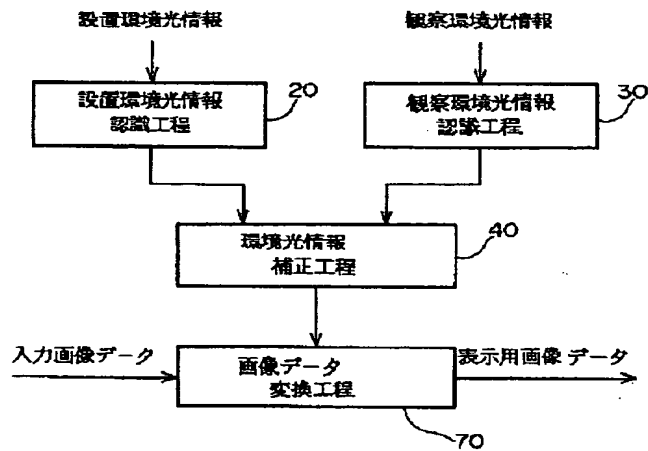 設置環境光情報
観察環境光情報
設置環境光情報
認識工程
20
観察環境光情報
認識工程
30
環境光情報
補正工程
40
入力画像データ
画像データ
変換工程
表示用画像データ
70